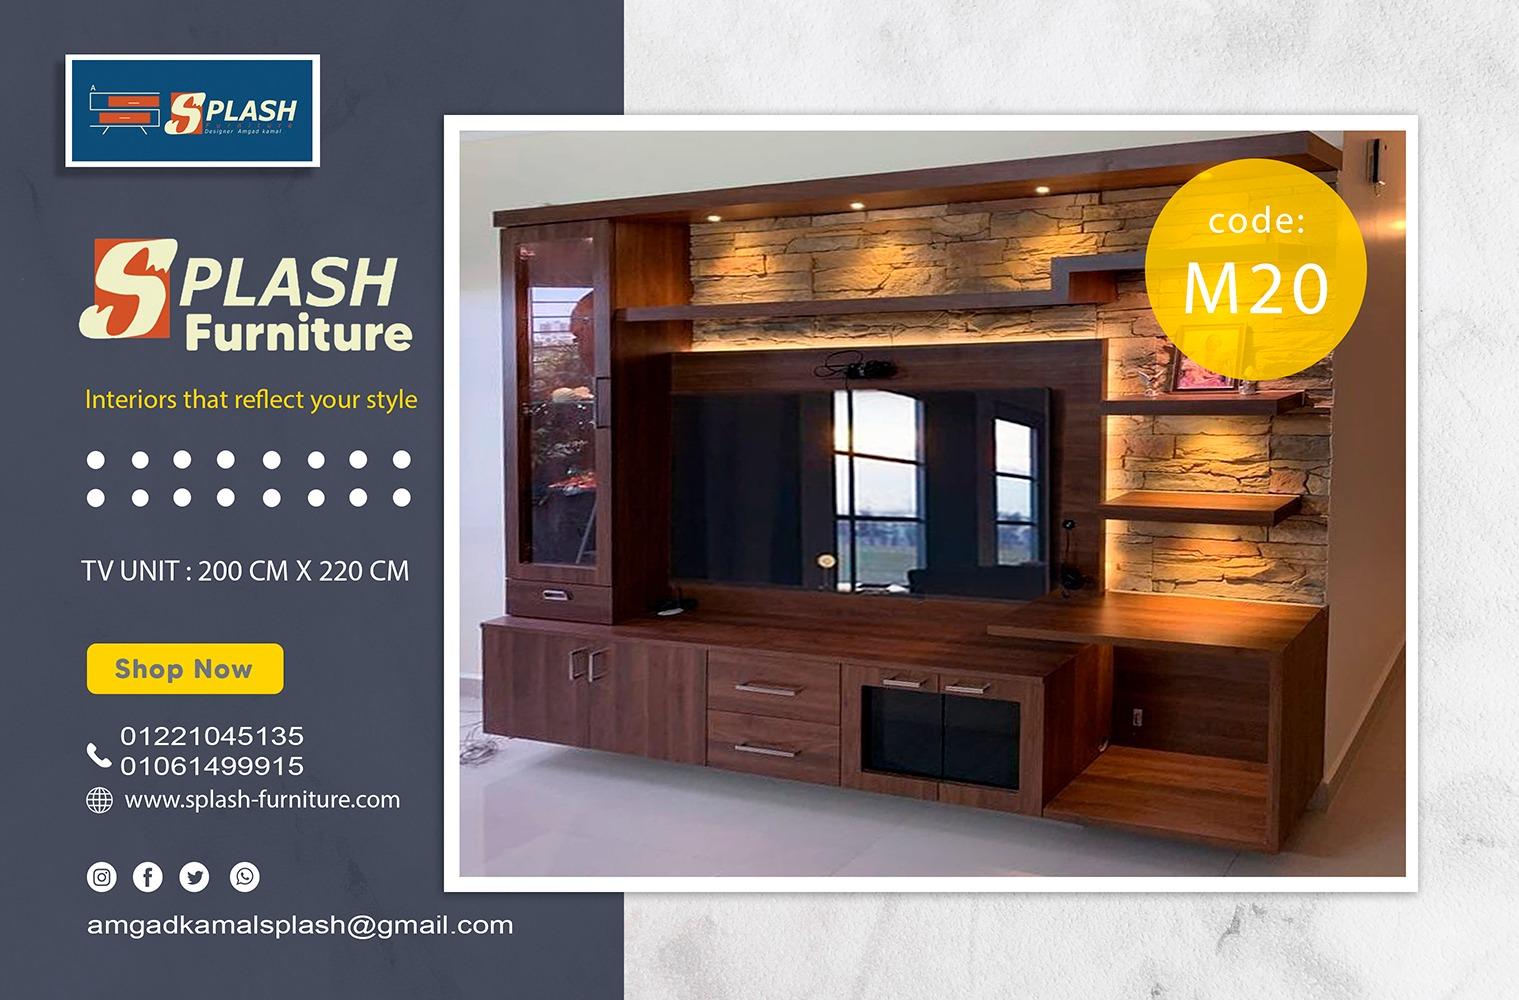 A
SPLASH
Furniture
Designer Amgad kamal
SPLASH
Furniture
Interiors that reflect your style
TV UNIT : 200 CM X 220 CM
Shop Now
01221045135
01061499915
www.splash-furniture.com
amgadkamalsplash@gmail.com
code:
M20